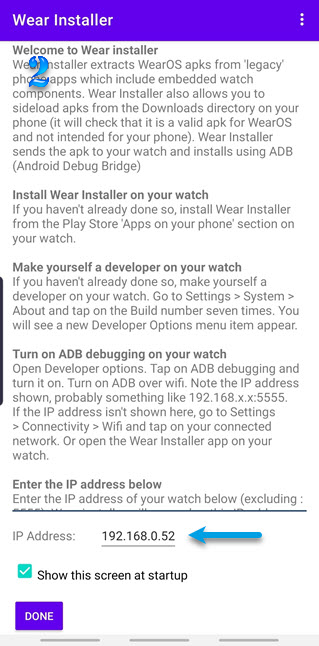 Wear Installer
Welcome to Wear installer
2
Wear Installer extracts WearOS apks from 'legacy'
phone apps which include embedded watch
components. Wear Installer also allows you to
sideload apks from the Downloads directory on your
phone (it will check that it is a valid apk for WearOS
and not intended for your phone). Wear Installer
sends the apk to your watch and installs using ADB
(Android Debug Bridge)
Install Wear Installer on your watch
If you haven't already done so, install Wear Installer
from the Play Store 'Apps on your phone' section on
your watch.
Make yourself a developer on your watch
If you haven't already done so, make yourself a
developer on your watch. Go to Settings > System >
About and tap on the Build number seven times. You
will see a new Developer Options menu item appear.
Turn on ADB debugging on your watch
Open Developer options. Tap on ADB debugging and
turn it on. Turn on ADB over wifi. Note the IP address
shown, probably something like 192.168.x.x:5555.
If the IP address isn't shown here, go to Settings
> Connectivity > Wifi and tap on your connected
network. Or open the Wear Installer app on your
watch.
Enter the IP address below
Enter the IP address of your watch below (excluding :
IP Address: 192.168.0.52
Show this screen at startup
DONE